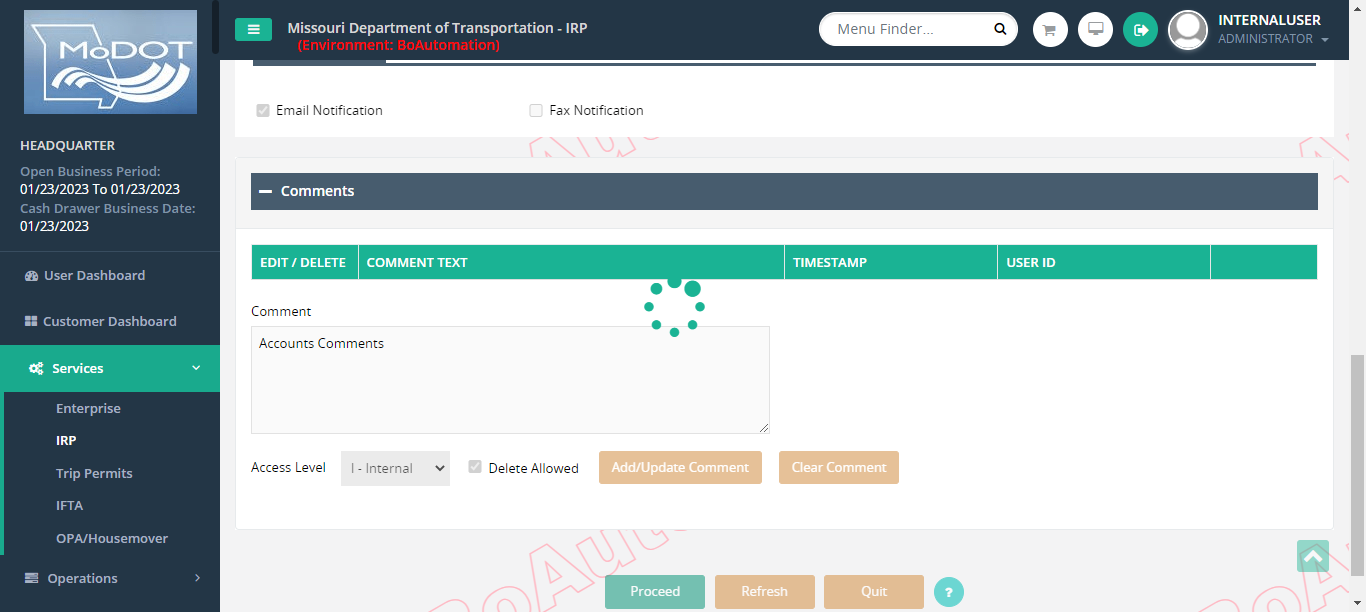 MoDOT
HEADQUARTER
Open Business Period:
01/23/2023 To 01/23/2023
Cash Drawer Business Date:
01/23/2023
User Dashboard
Customer Dashboard
Services
Enterprise
IRP
Trip Permits
IFTA
OPA/Housemover
Operations
Missouri Department of Transportation - IRP
(Environment: BoAutomation)
Menu Finder...
INTERNALUSER
ADMINISTRATOR
Email Notification
Fax Notification
Comments
EDIT / DELETE
COMMENT TEXT
TIMESTAMP
USER ID
Comment
Accounts Comments
Access Level
I - Internal
Delete Allowed
Add/Update Comment
Clear Comment
Proceed
Refresh
Quit
?